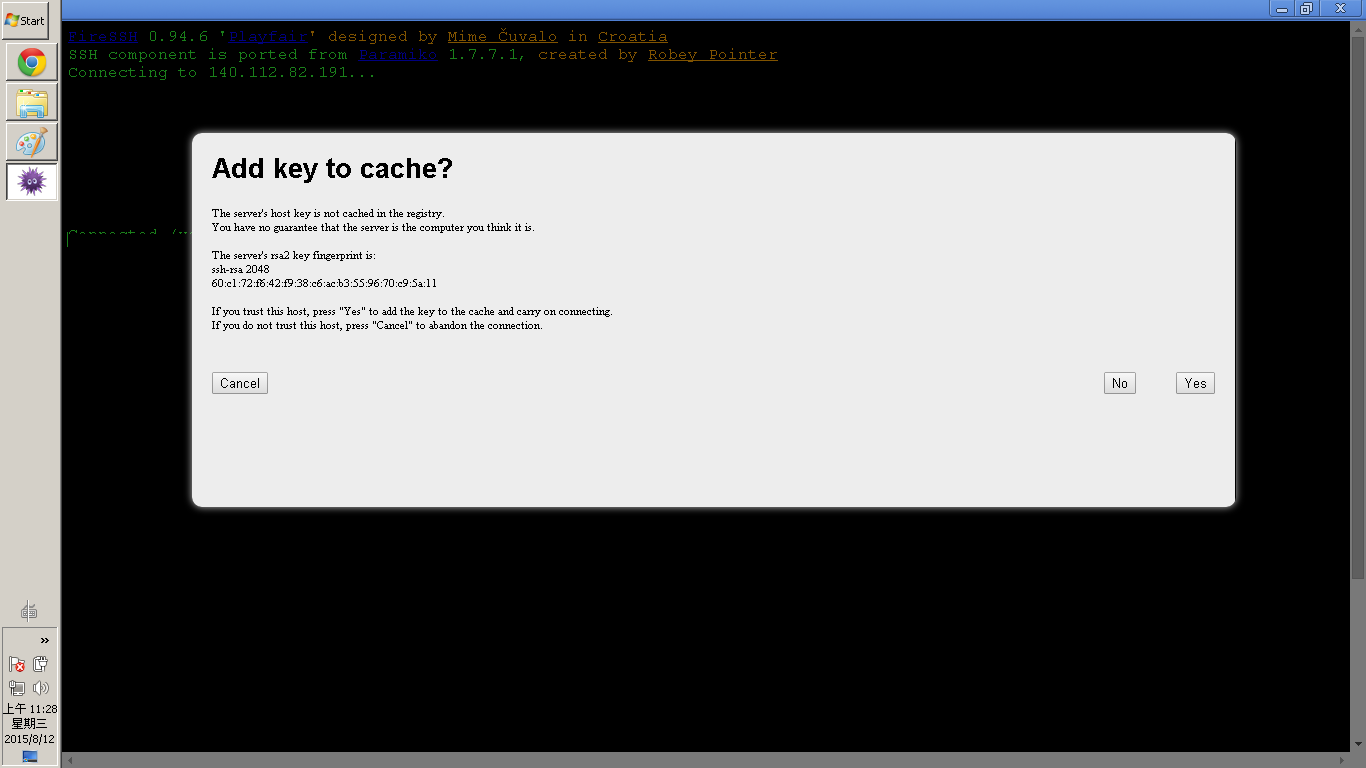 Start
FireSSH 0.94.6 'Playfair' designed by Mime Čuvalo in Croatia
SSH component is ported from Paramiko 1.7.7.1, created by Robey Pointer
Connecting to 140.112.82.191...
Add key to cache?
The server's host key is not cached in the registry.
You have no guarantee that the server is the computer you think it is.
The server's rsa2 key fingerprint is:
ssh-rsa 2048
60:c1:72:f6:42:f9:38:c6:ac:b3:55:96:70:c9:5a:11
If you trust this host, press "Yes" to add the key to the cache and carry on connecting.
If you do not trust this host, press "Cancel" to abandon the connection.
Cancel No Yes
Connected
上午 11:28
星期三
2015/8/12